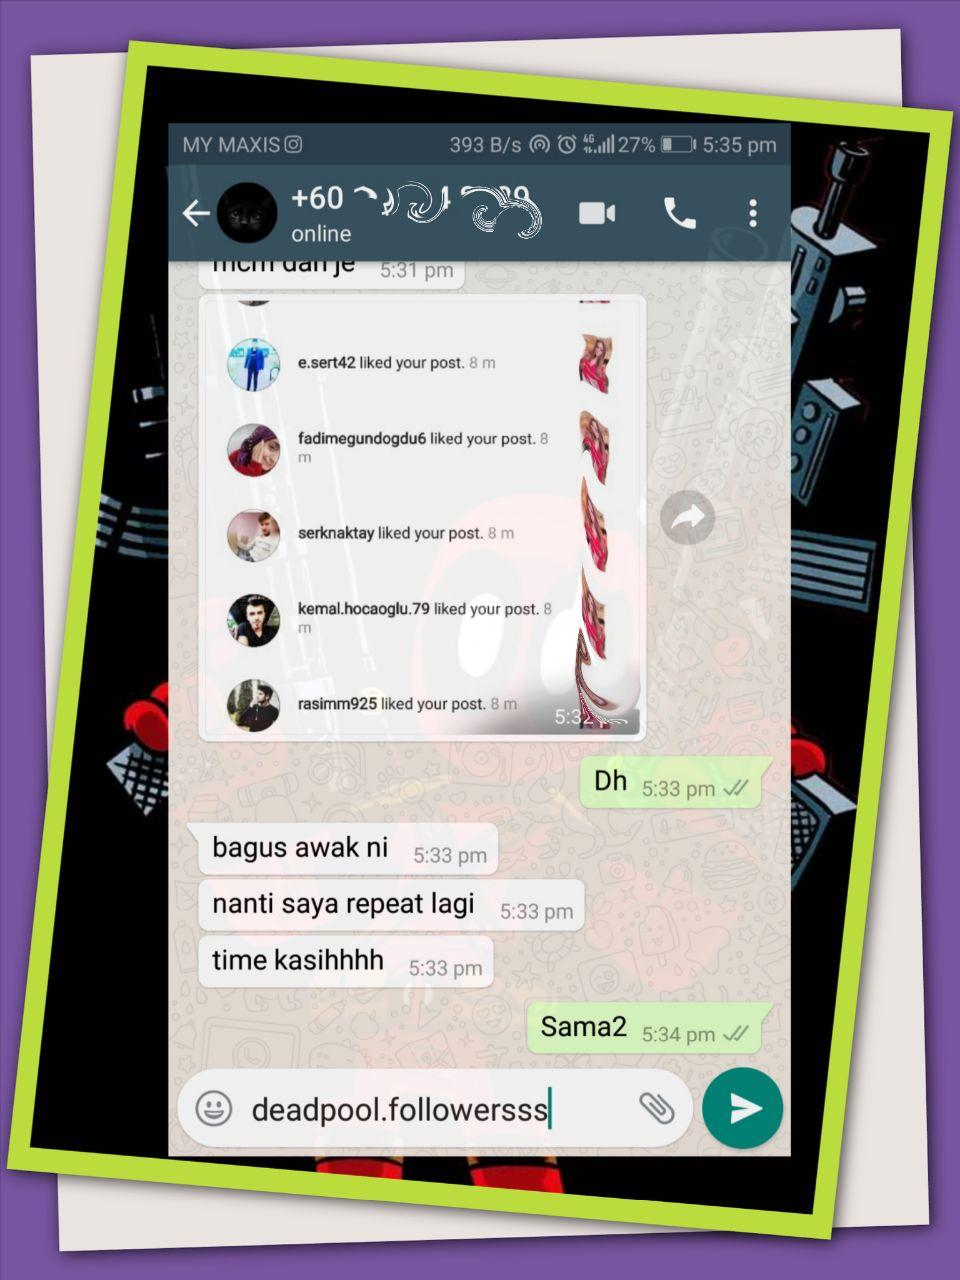 MY MAXIS 393 B/s 4G 27% 5:35 pm
+60
online
mcm dah je 5:31 pm
e.sert42 liked your post. 8 m
fadimegundogdu6 liked your post. 8
m
serknaktay liked your post. 8 m
kemal.hocaoglu.79 liked your post. 8
m
rasimm925 liked your post. 8 m
5:32
Dh 5:33 pm
bagus awak ni 5:33 pm
nanti saya repeat lagi 5:33 pm
time kasihhhh 5:33 pm
Sama2 5:34 pm
deadpool.followersss